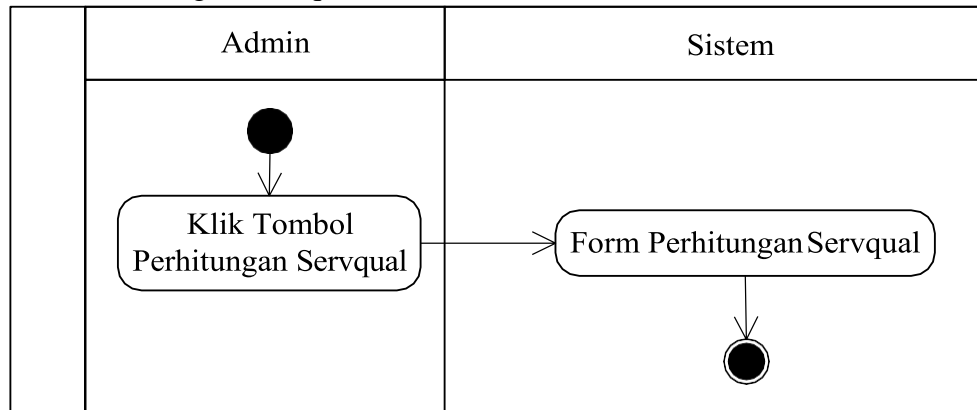 Admin
Sistem
Klik Tombol
Perhitungan Servqual
Form Perhitungan Servqual